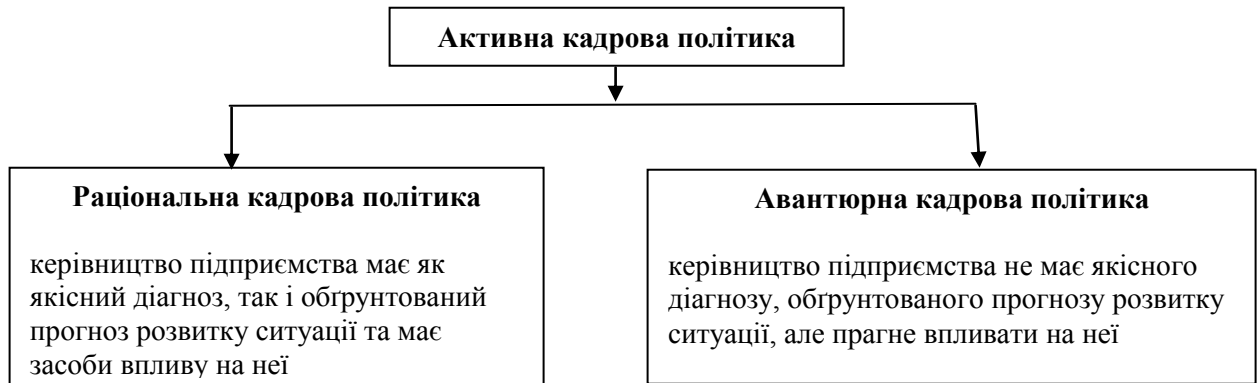 Активна кадрова політика
Раціональна кадрова політика
керівництво підприємства має як
якісний діагноз, так і обґрунтований
прогноз розвитку ситуації та має
засоби впливу на неї
Авантюрна кадрова політика
керівництво підприємства не має якісного
діагнозу, обґрунтованого прогнозу розвитку
ситуації, але прагне впливати на неї